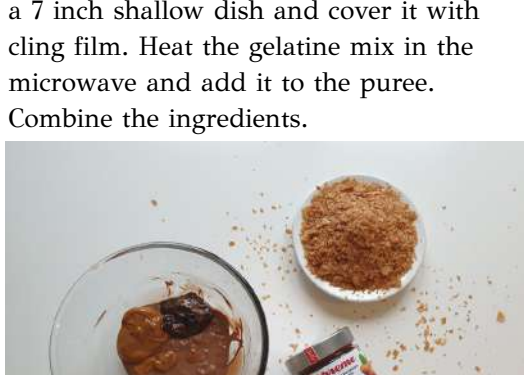 a 7 inch shallow dish and cover it with
cling film. Heat the gelatine mix in the
microwave and add it to the puree.
Combine the ingredients.